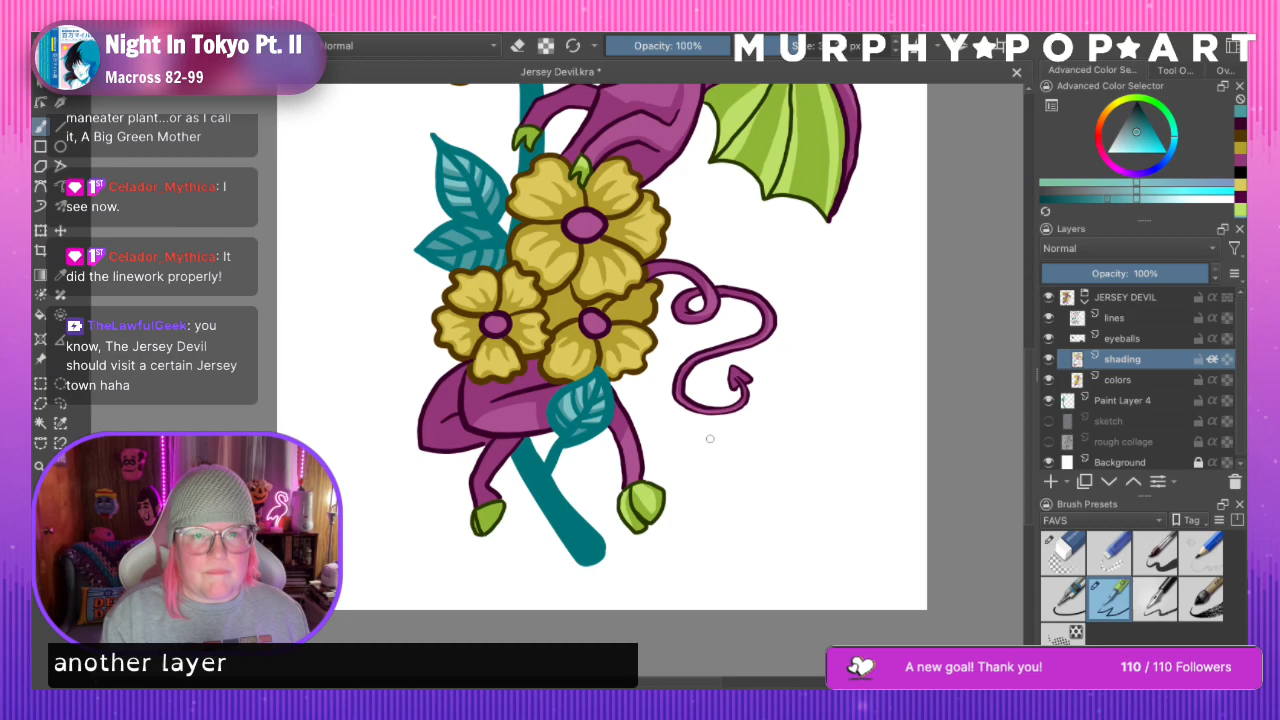 Night In Tokyo Pt. II
Macross 82-99
MURPHY★POP★ART
Normal
Opacity: 100%
Jersey Devil.kra *
maneater plant...or as I call
it, A Big Green Mother
Celador_Mythica: I
see now.
Celador_Mythica: It
did the linework properly!
TheLawfulGeek: you
know, The Jersey Devil
should visit a certain Jersey
town haha
Advanced Color Se...
Tool O...
Ov...
Advanced Color Selector
Layers
Normal
Opacity: 100%
JERSEY DEVIL
lines
eyeballs
shading
colors
Paint Layer 4
sketch
rough collage
Background
Brush Presets
FAVS
Tag
another layer
A new goal! Thank you!
110 / 110 Followers